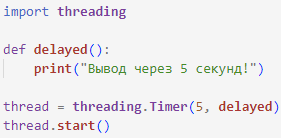 import threading
def delayed():
    print("Вывод через 5 секунд!")
thread = threading.Timer(5, delayed)
thread.start()